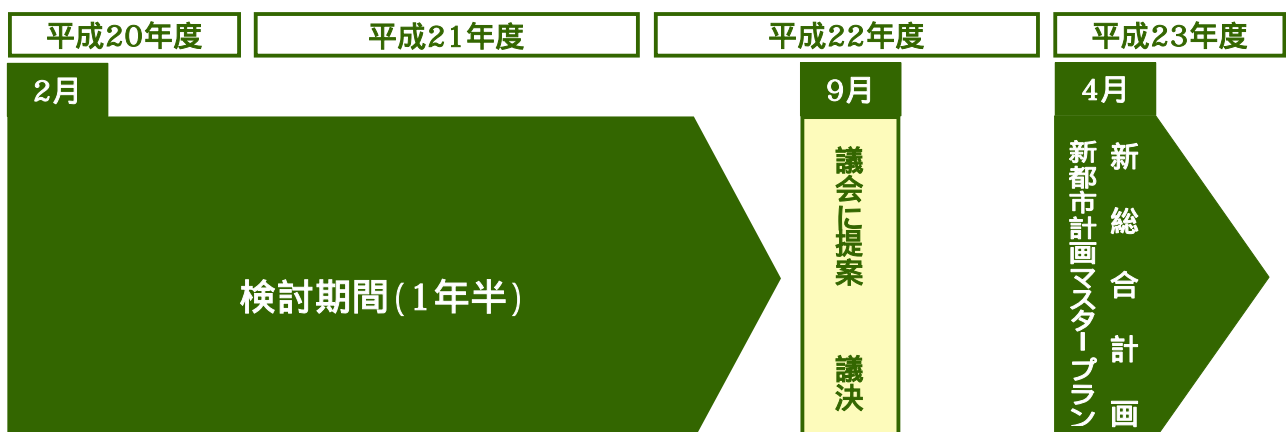 平成20年度
平成21年度
平成22年度
平成23年度
2月
9月
4月
検討期間(1年半)
議会に提案 議決
新総合計画
新都市計画マスタープラン